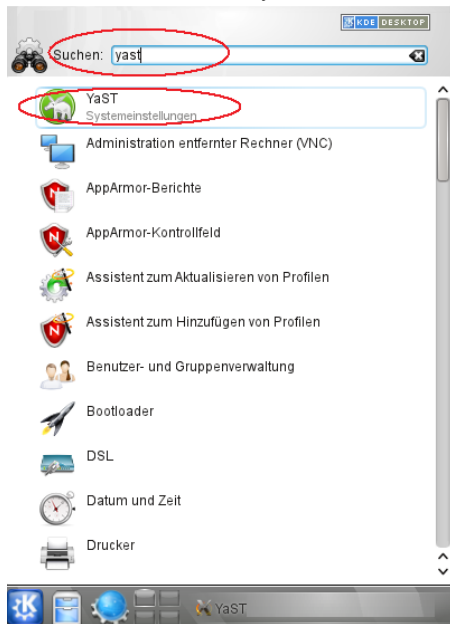 KDE DESKTOP
Suchen: yast
YaST
Systemeinstellungen
Administration entfernter Rechner (VNC)
AppArmor-Berichte
AppArmor-Kontrollfeld
Assistent zum Aktualisieren von Profilen
Assistent zum Hinzufügen von Profilen
Benutzer- und Gruppenverwaltung
Bootloader
DSL
Datum und Zeit
Drucker
YaST